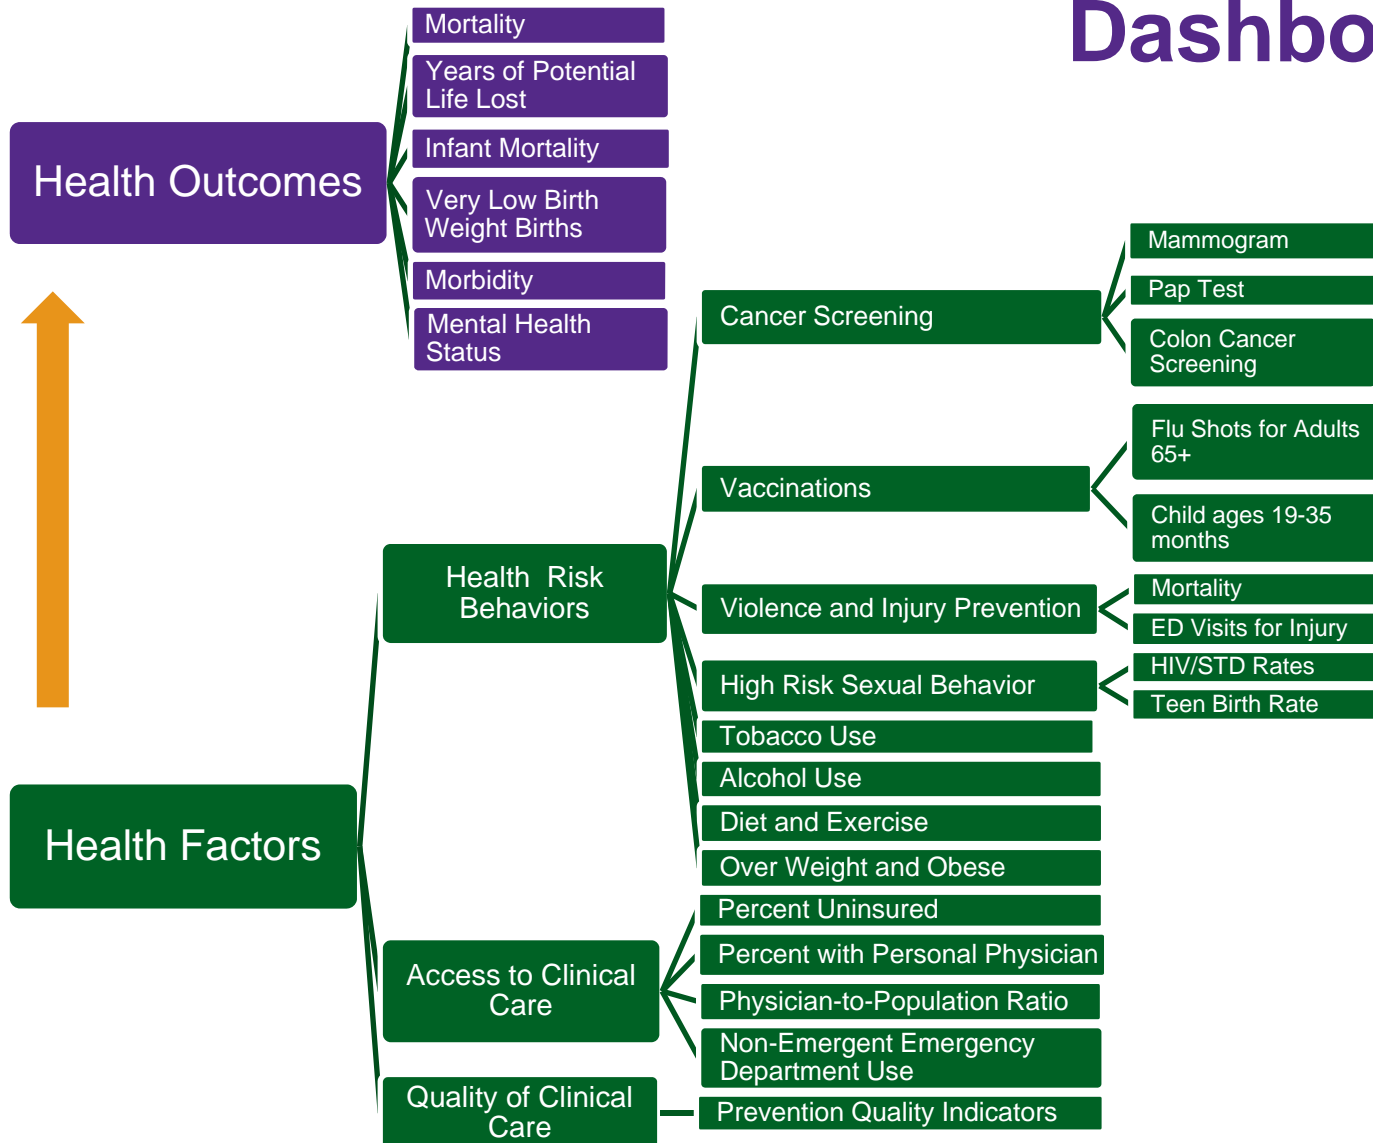 Dashbo
Health Outcomes
Mortality
Years of Potential
Life Lost
Infant Mortality
Very Low Birth
Weight Births
Morbidity
Mental Health
Status
Health Factors
Health  Risk
Behaviors
Cancer Screening
Mammogram
Pap Test
Colon Cancer
Screening
Vaccinations
Flu Shots for Adults
65+
Child ages 19-35
months
Violence and Injury Prevention
Mortality
ED Visits for Injury
High Risk Sexual Behavior
HIV/STD Rates
Teen Birth Rate
Tobacco Use
Alcohol Use
Diet and Exercise
Over Weight and Obese
Access to Clinical
Care
Percent Uninsured
Percent with Personal Physician
Physician-to-Population Ratio
Non-Emergent Emergency
Department Use
Quality of Clinical
Care
Prevention Quality Indicators